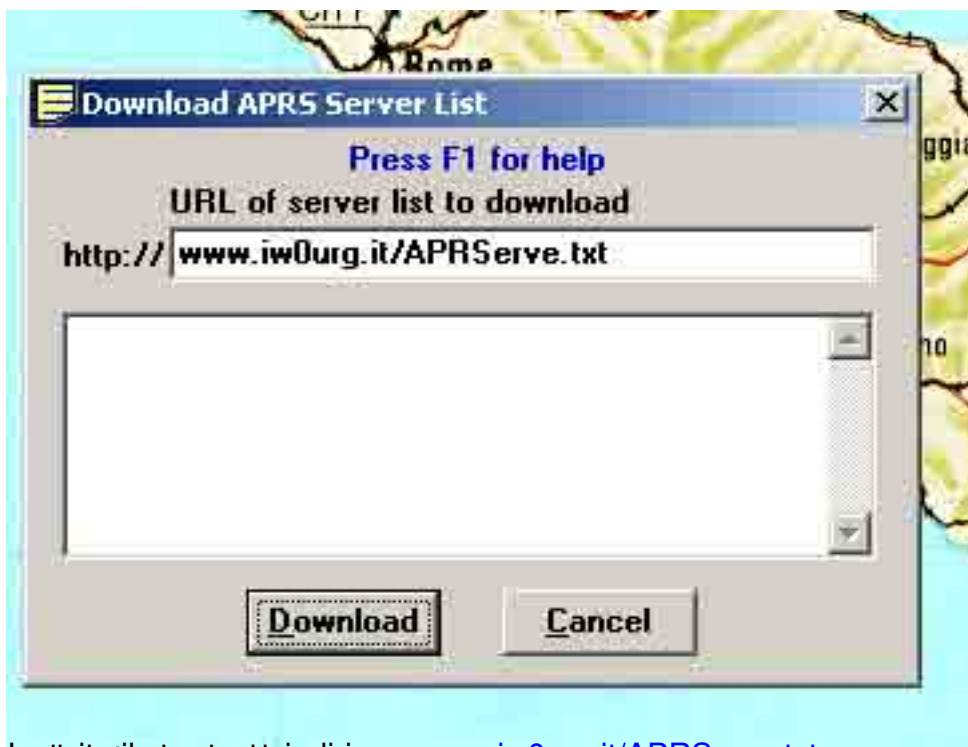 CITY
Rome
Download APRS Server List
Press F1 for help
URL of server list to download
http:// www.iw0urg.it/APRServe.txt
Download
Cancel